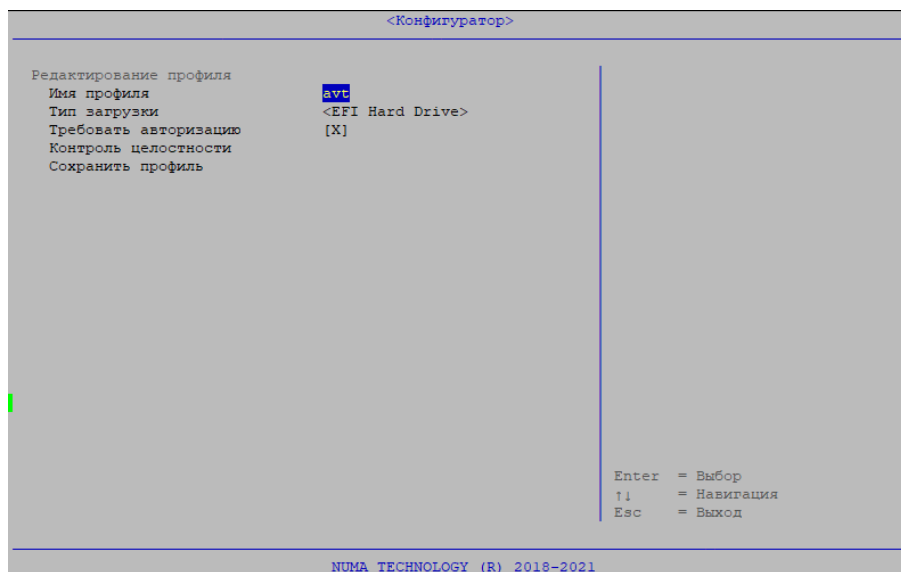 <Конфигуратор>
Редактирование профиля
Имя профиля avt
Тип загрузки <EFI Hard Drive>
Требовать авторизацию [X]
Контроль целостности
Сохранить профиль
Enter = Выбор
↑↓ = Навигация
Esc = Выход
NUMA TECHNOLOGY (R) 2018-2021